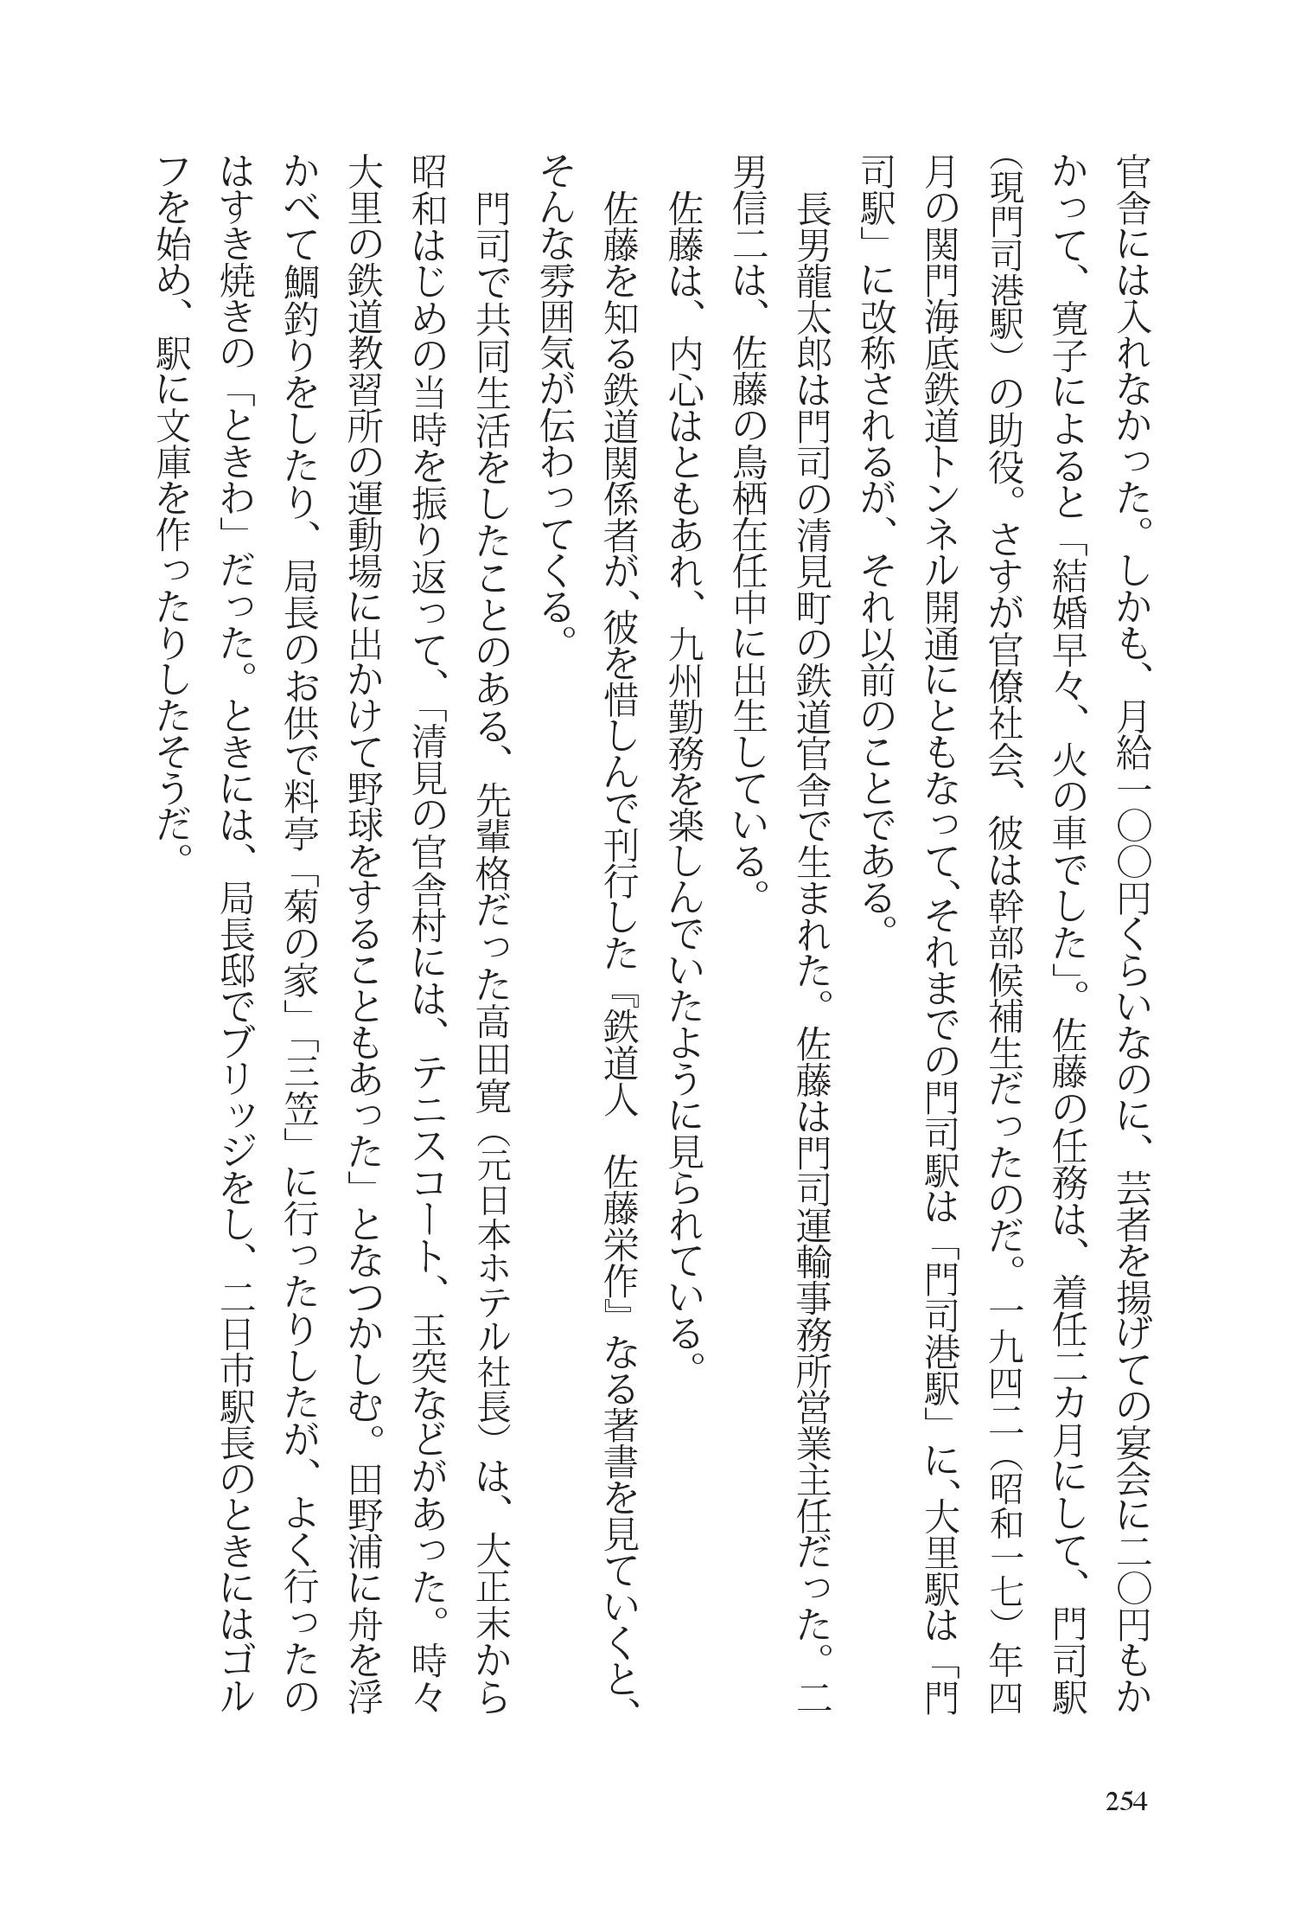 官舎には入れなかった。しかも、月給一〇〇円くらいなのに、芸者を揚げての宴会に二〇円もか
かって、寛子によると「結婚早々、火の車でした」。佐藤の任務は、着任二カ月にして、門司駅
（現門司港駅）の助役。さすが官僚社会、彼は幹部候補生だったのだ。一九四二（昭和一七）年四
月の関門海底鉄道トンネル開通にともなって、それまでの門司駅は「門司港駅」に、大里駅は「門
司駅」に改称されるが、それ以前のことである。
　長男龍太郎は門司の清見町の鉄道官舎で生まれた。佐藤は門司運輸事務所営業主任だった。二
男信二は、佐藤の鳥栖在任中に出生している。
　佐藤は、内心はともあれ、九州勤務を楽しんでいたように見られている。
　佐藤を知る鉄道関係者が、彼を惜しんで刊行した『鉄道人　佐藤栄作』なる著書を見ていくと、
そんな雰囲気が伝わってくる。
　門司で共同生活をしたことのある、先輩格だった高田寛（元日本ホテル社長）は、大正末から
昭和はじめの当時を振り返って、「清見の官舎村には、テニスコート、玉突などがあった。時々
大里の鉄道教習所の運動場に出かけて野球をすることもあった」となつかしむ。田野浦に舟を浮
かべて鯛釣りをしたり、局長のお供で料亭「菊の家」「三笠」に行ったりしたが、よく行ったの
はすき焼きの「ときわ」だった。ときには、局長邸でブリッジをし、二日市駅長のときにはゴル
フを始め、駅に文庫を作ったりしたそうだ。
254